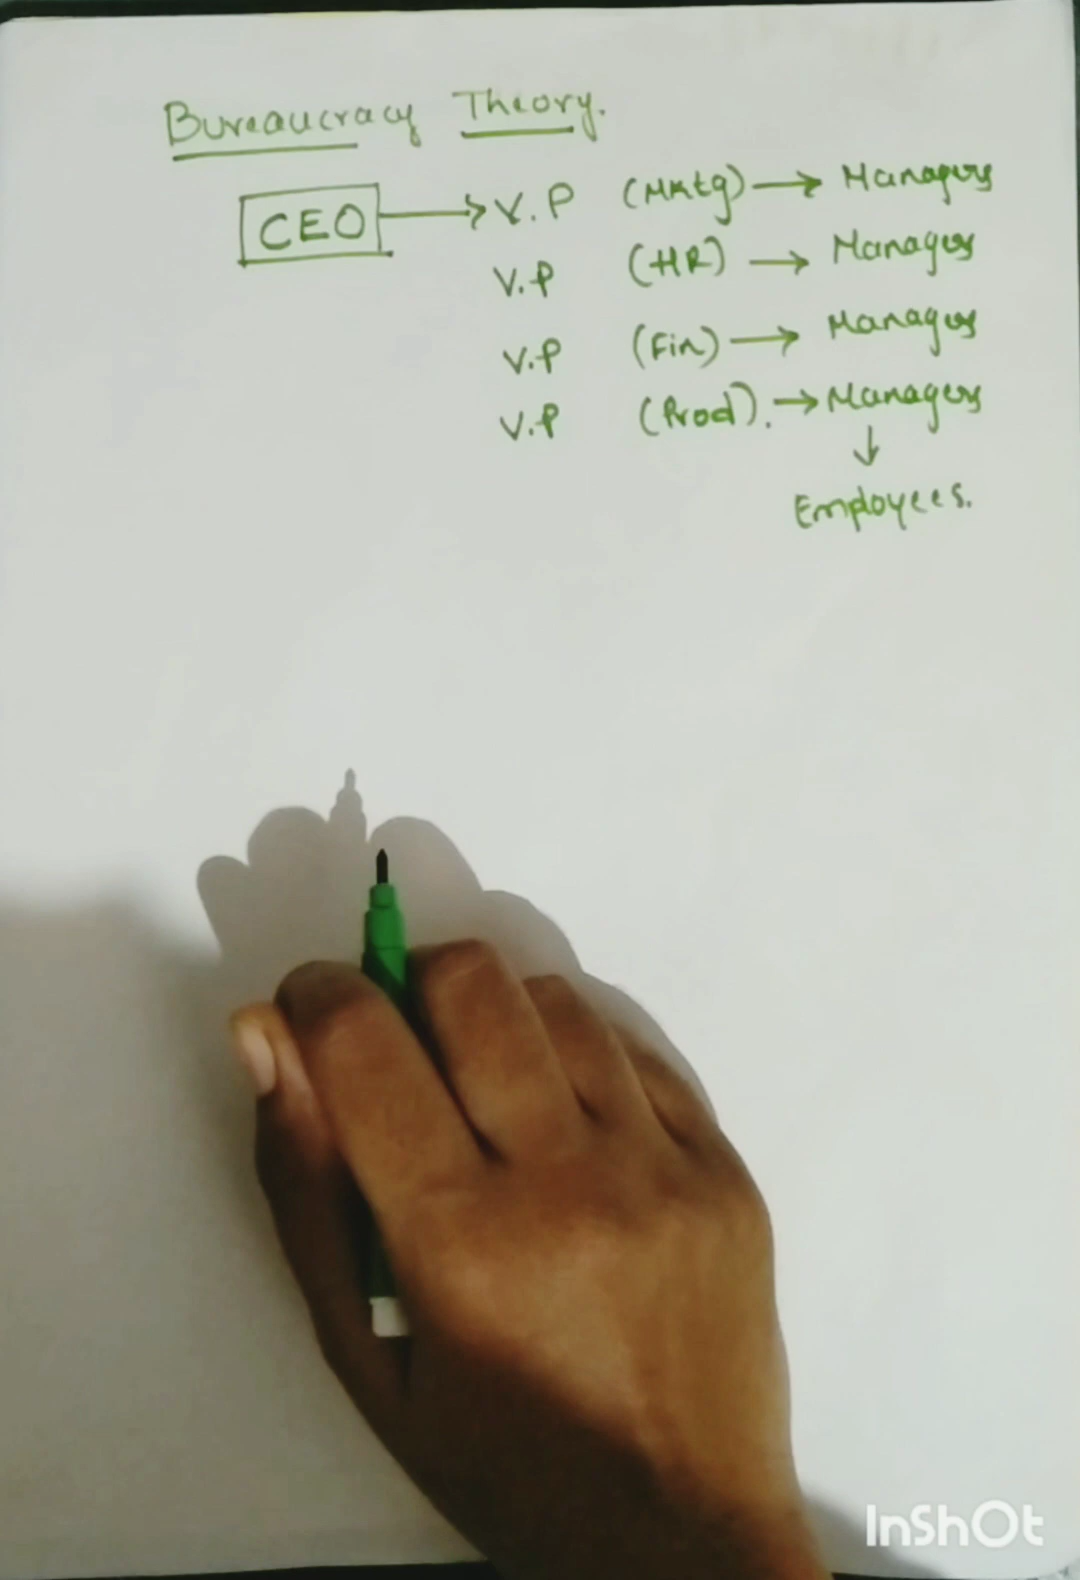 Bureaucracy Theory.
CEO → V.P (Mktg) → Managers
V.P (HR) → Managers
V.P (Fin) → Managers
V.P (Prod). → Managers
↓
Employees.
InShOt